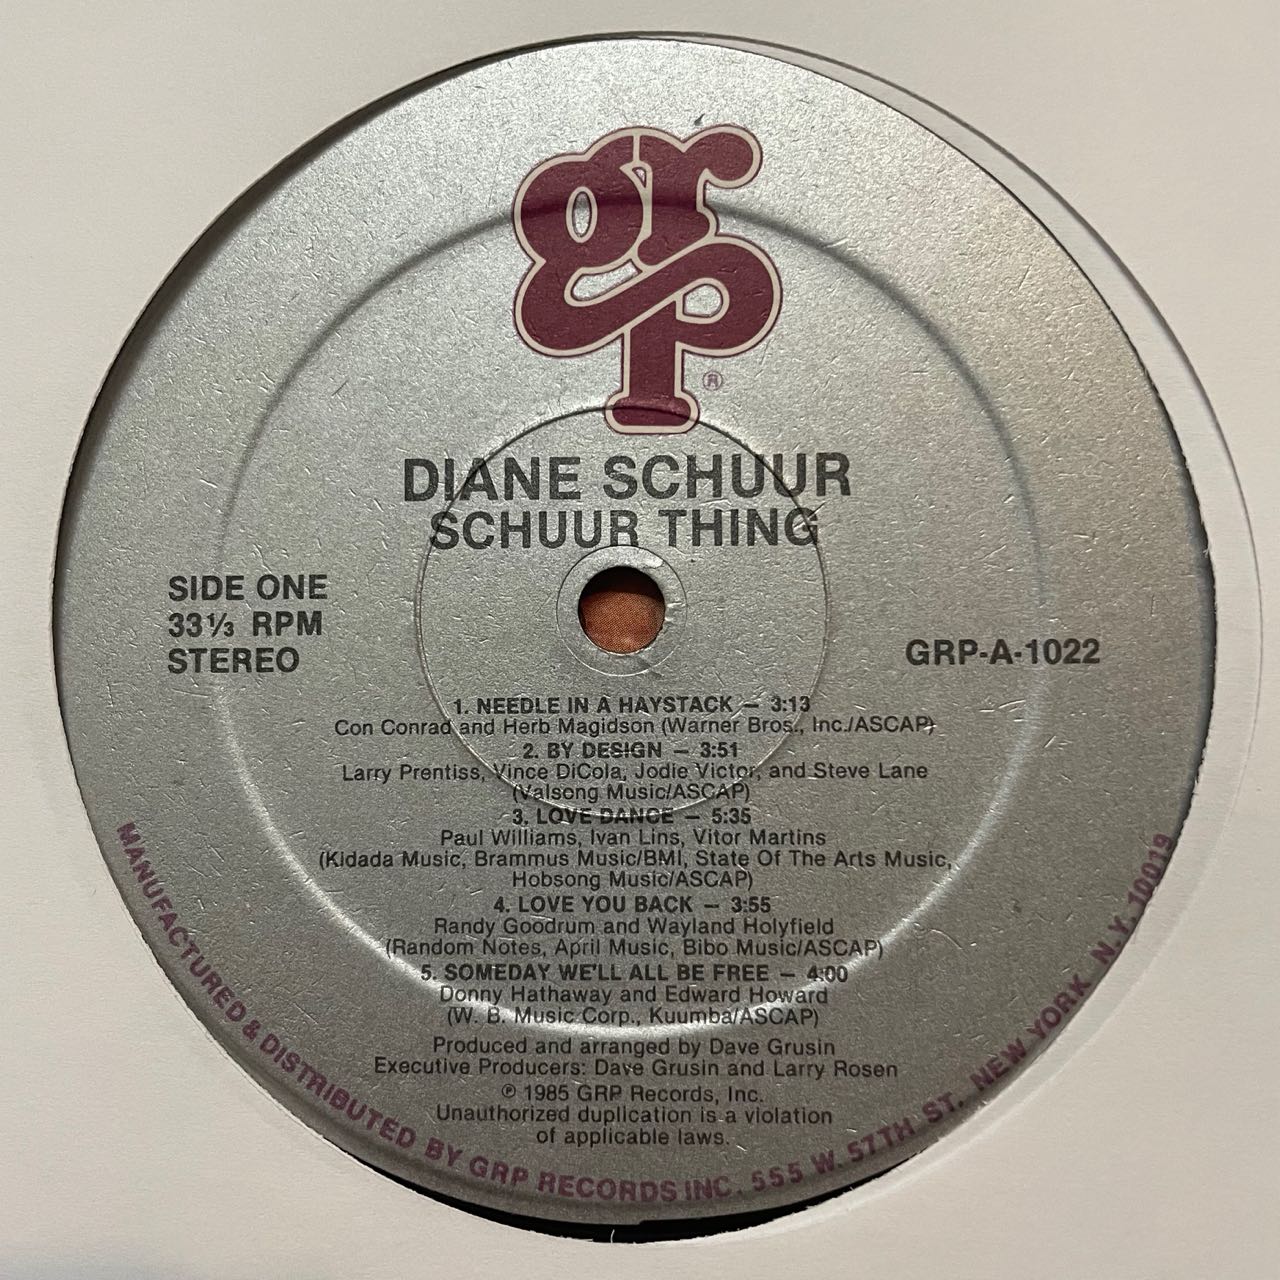 grp
®
DIANE SCHUUR
SCHUUR THING
SIDE ONE
33⅓ RPM
STEREO
GRP-A-1022
1. NEEDLE IN A HAYSTACK — 3:13
Con Conrad and Herb Magidson (Warner Bros., Inc./ASCAP)
2. BY DESIGN — 3:51
Larry Prentiss, Vince DiCola, Jodie Victor, and Steve Lane
(Valsong Music/ASCAP)
3. LOVE DANCE — 5:35
Paul Williams, Ivan Lins, Vitor Martins
(Kidada Music, Brammus Music/BMI, State Of The Arts Music,
Hobsong Music/ASCAP)
4. LOVE YOU BACK — 3:55
Randy Goodrum and Wayland Holyfield
(Random Notes, April Music, Bibo Music/ASCAP)
5. SOMEDAY WE'LL ALL BE FREE — 4:00
Donny Hathaway and Edward Howard
(W. B. Music Corp., Kuumba/ASCAP)
Produced and arranged by Dave Grusin
Executive Producers: Dave Grusin and Larry Rosen
℗ 1985 GRP Records, Inc.
Unauthorized duplication is a violation
of applicable laws.
MANUFACTURED & DISTRIBUTED BY GRP RECORDS INC. 555 W. 57TH ST. NEW YORK N.Y. 10019